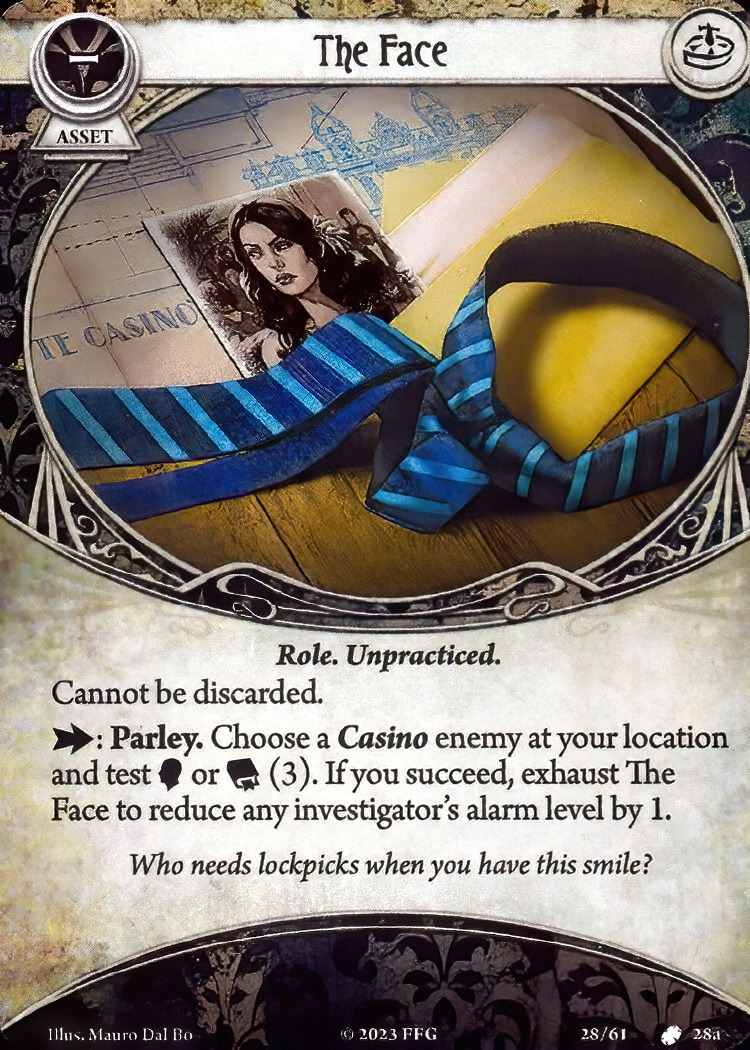 The Face
ASSET
TE CASINO
Role. Unpracticed.
Cannot be discarded.
: Parley. Choose a Casino enemy at your location
and test or (3). If you succeed, exhaust The
Face to reduce any investigator's alarm level by 1.
Who needs lockpicks when you have this smile?
Illus. Mauro Dal Bo
© 2023 FFG
28/61
28a